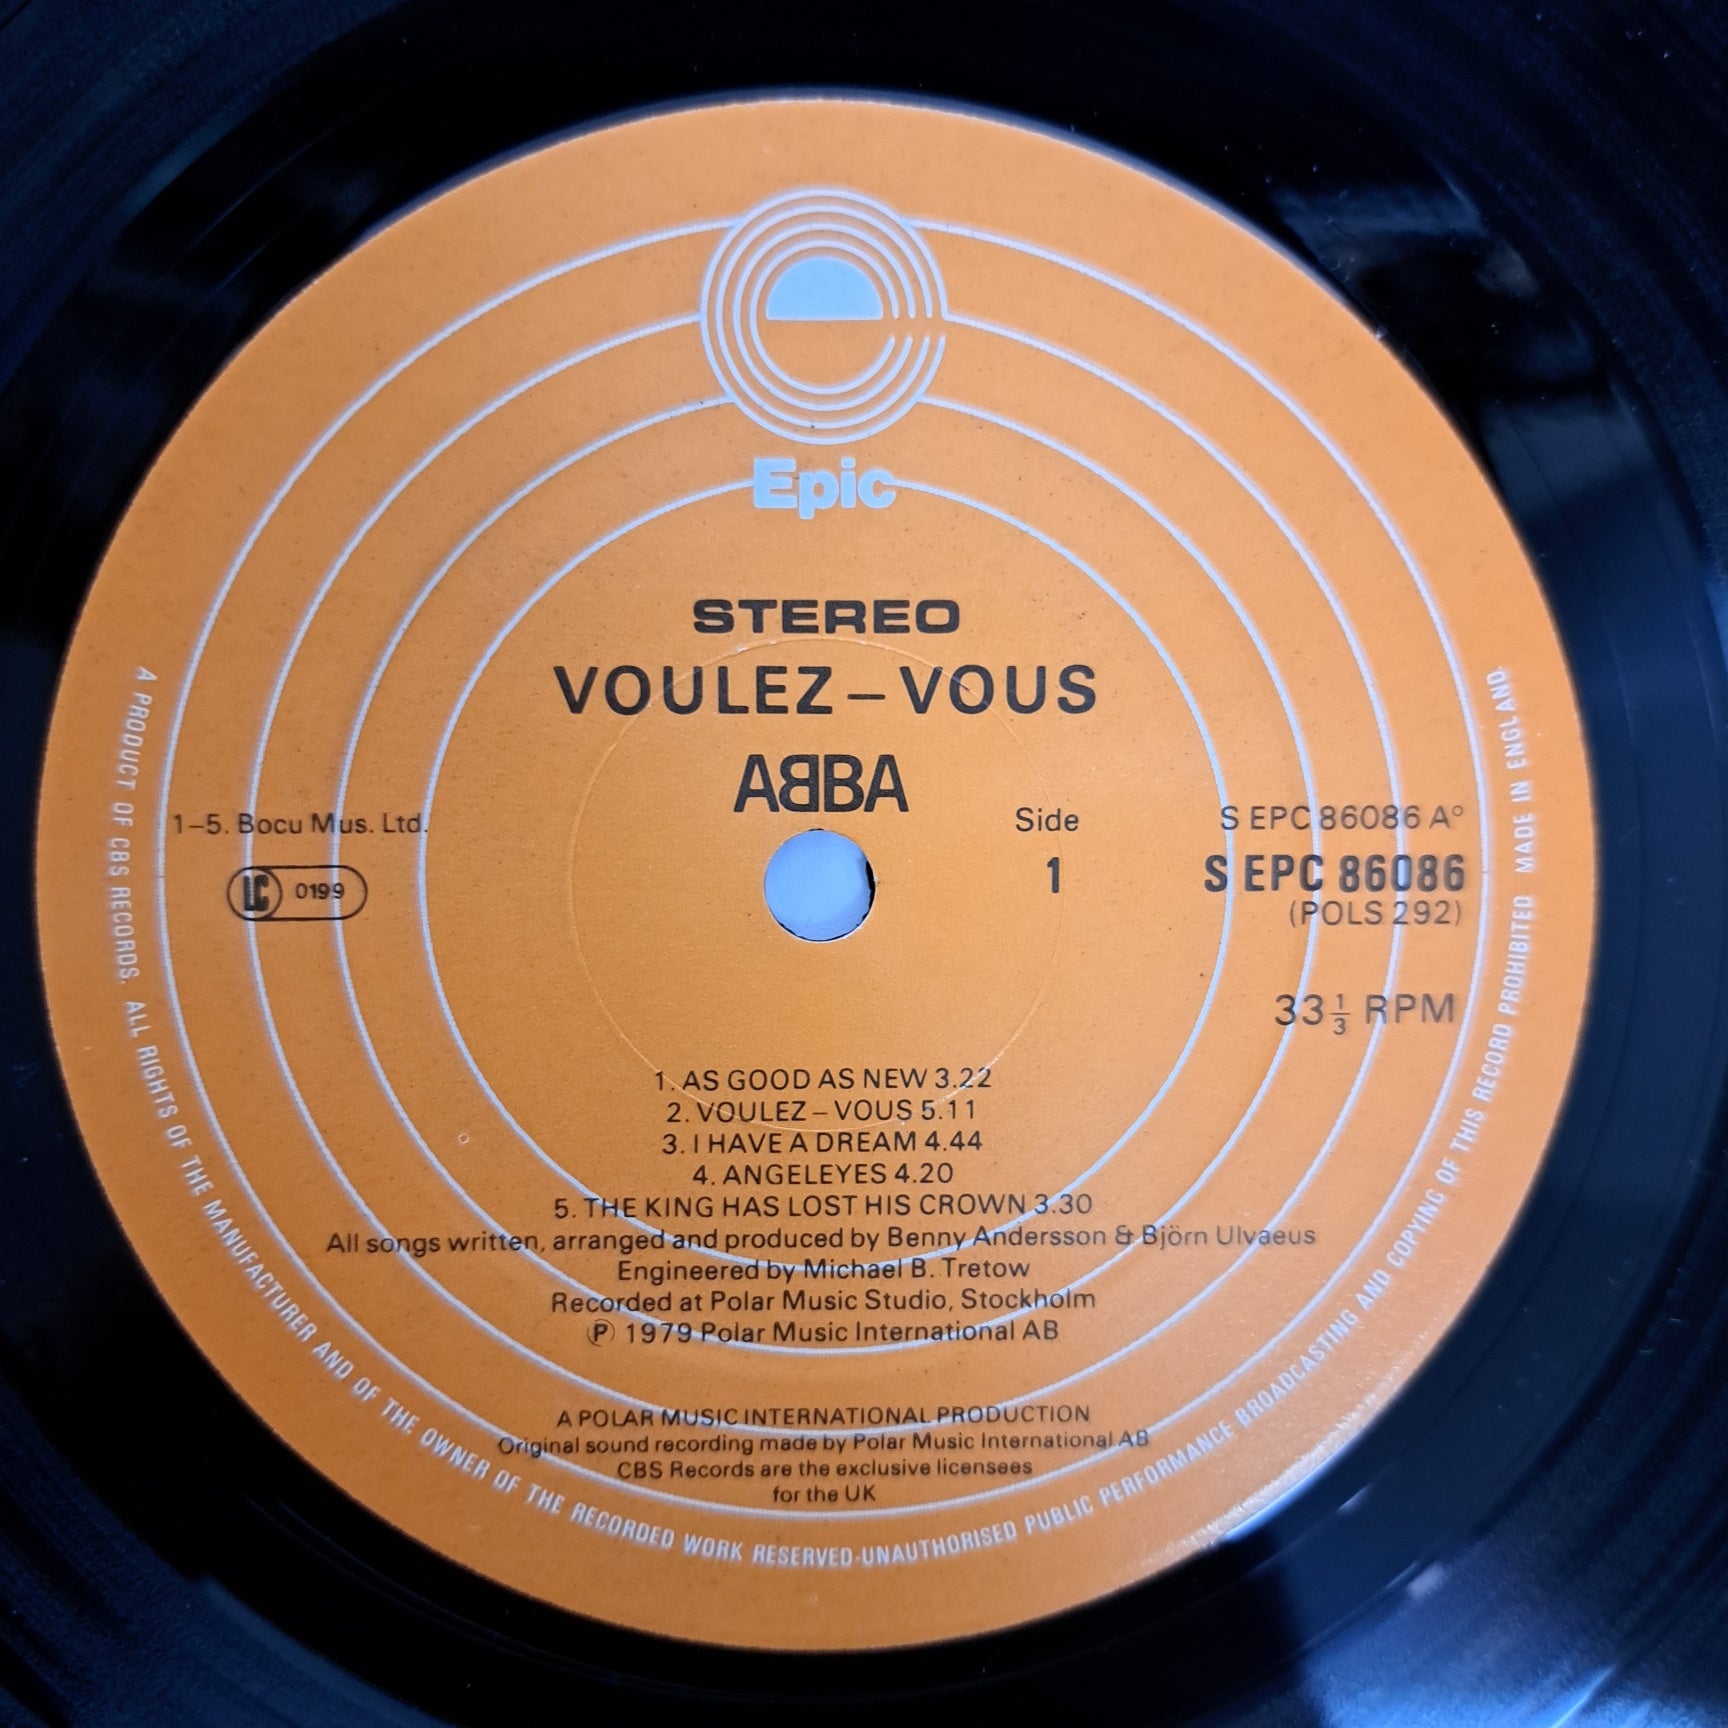 Epic
STEREO
VOULEZ – VOUS
ABBA
1–5. Bocu Mus. Ltd.
LC 0199
Side
1
S EPC 86086 A°
S EPC 86086
(POLS 292)
33 1/3 RPM
1. AS GOOD AS NEW 3.22
2. VOULEZ – VOUS 5.11
3. I HAVE A DREAM 4.44
4. ANGELEYES 4.20
5. THE KING HAS LOST HIS CROWN 3.30
All songs written, arranged and produced by Benny Andersson & Björn Ulvaeus
Engineered by Michael B. Tretow
Recorded at Polar Music Studio, Stockholm
℗ 1979 Polar Music International AB
A POLAR MUSIC INTERNATIONAL PRODUCTION
Original sound recording made by Polar Music International AB
CBS Records are the exclusive licensees
for the UK
A PRODUCT OF CBS RECORDS. ALL RIGHTS OF THE MANUFACTURER AND OF THE OWNER OF THE RECORDED WORK RESERVED-UNAUTHORISED PUBLIC PERFORMANCE BROADCASTING AND COPYING OF THIS RECORD PROHIBITED MADE IN ENGLAND.